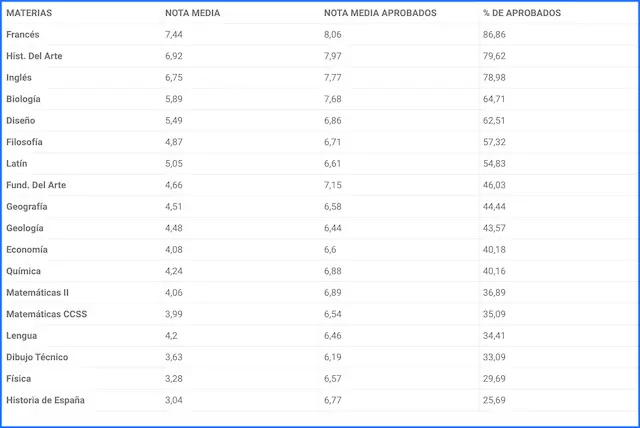 MATERIAS NOTA MEDIA NOTA MEDIA APROBADOS % DE APROBADOS
Francés 7,44 8,06 86,86
Hist. Del Arte 6,92 7,97 79,62
Inglés 6,75 7,77 78,98
Biología 5,89 7,68 64,71
Diseño 5,49 6,86 62,51
Filosofía 4,87 6,71 57,32
Latín 5,05 6,61 54,83
Fund. Del Arte 4,66 7,15 46,03
Geografía 4,51 6,58 44,44
Geología 4,48 6,44 43,57
Economía 4,08 6,6 40,18
Química 4,24 6,88 40,16
Matemáticas II 4,06 6,89 36,89
Matemáticas CCSS 3,99 6,54 35,09
Lengua 4,2 6,46 34,41
Dibujo Técnico 3,63 6,19 33,09
Física 3,28 6,57 29,69
Historia de España 3,04 6,77 25,69